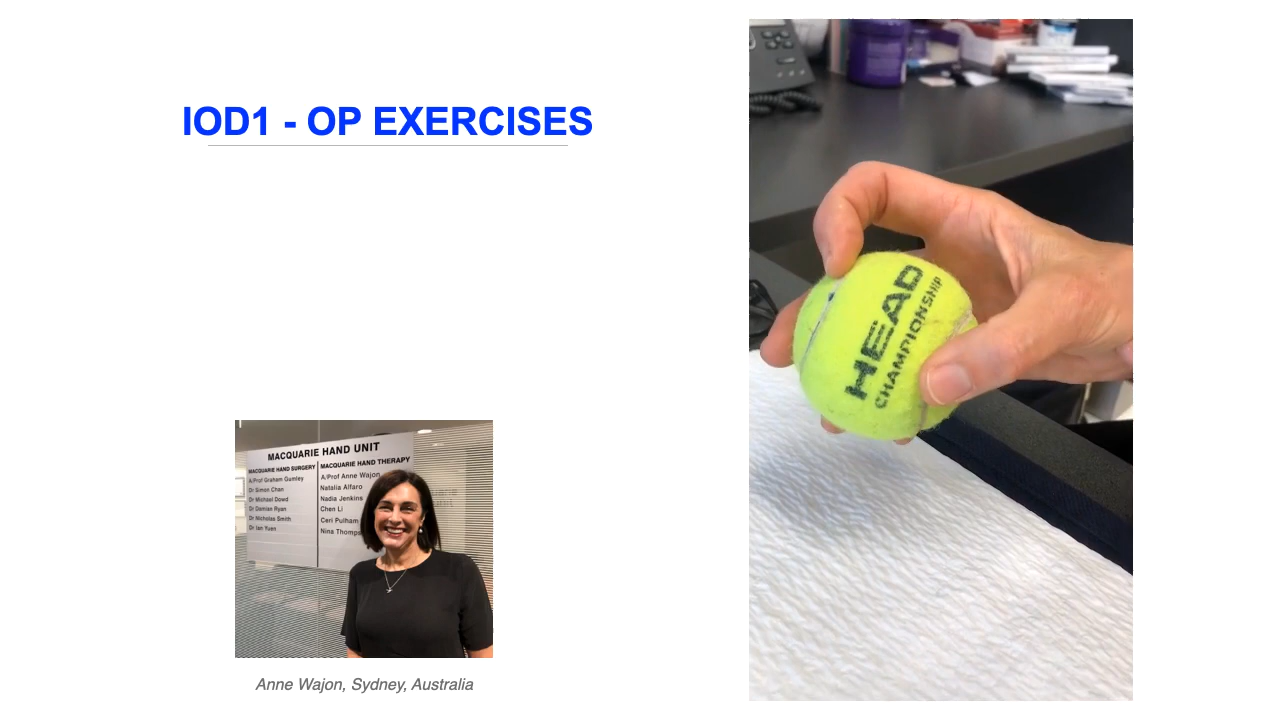 IOD1 - OP EXERCISES
HEAD
CHAMPIONSHIP
MACQUARIE HAND UNIT
MACQUARIE HAND SURGERY
A/Prof Graham Gumley
Dr Simon Chan
Dr Michael Dowd
Dr Damian Ryan
Dr Nicholas Smith
Dr Ian Yuen
MACQUARIE HAND THERAPY
A/Prof Anne Wajon
Natalia Alfaro
Nadia Jenkins
Chen Li
Ceri Pulham
Nina Thomps
Anne Wajon, Sydney, Australia